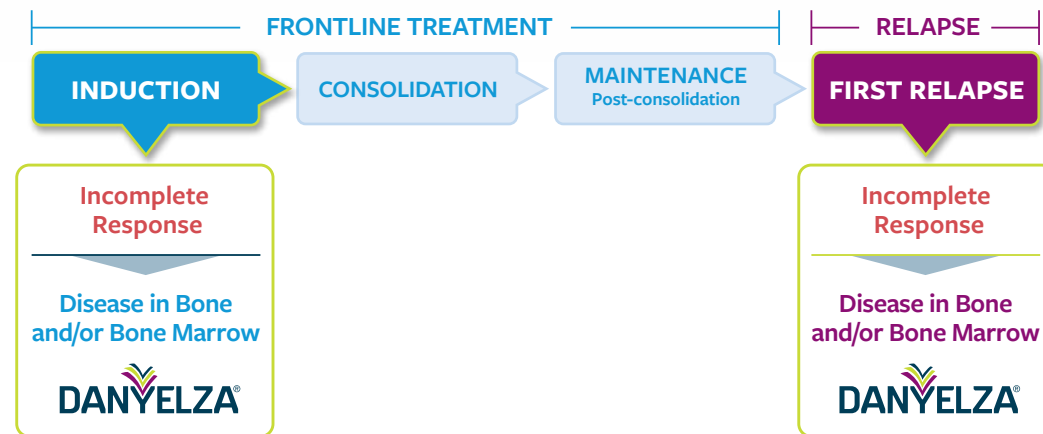 FRONTLINE TREATMENT
RELAPSE
INDUCTION
CONSOLIDATION
MAINTENANCE
Post-consolidation
FIRST RELAPSE
Incomplete
Response
Disease in Bone
and/or Bone Marrow
DANYELZA®
Incomplete
Response
Disease in Bone
and/or Bone Marrow
DANYELZA®